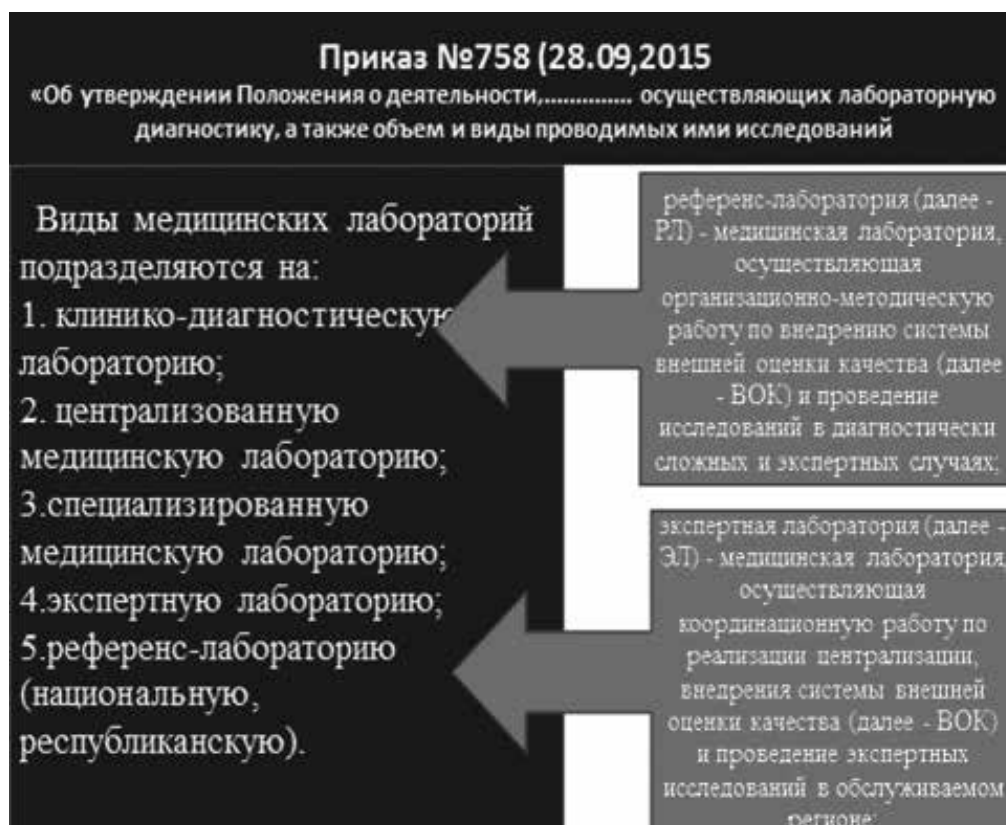 Приказ №758 (28.09,2015
«Об утверждении Положения о деятельности,............... осуществляющих лабораторную
диагностику, а также объем и виды проводимых ими исследований
Виды медицинских лабораторий
подразделяются на:
1. клинико-диагностическую
лабораторию;
2. централизованную
медицинскую лабораторию;
3.специализированную
медицинскую лабораторию;
4.экспертную лабораторию;
5.референс-лабораторию
(национальную,
республиканскую).
референс-лаборатория (далее -
РЛ) - медицинская лаборатория,
осуществляющая
организационно-методическую
работу по внедрению системы
внешней оценки качества (далее
- ВОК) и проведение
исследований в диагностически
сложных и экспертных случаях;
экспертная лаборатория (далее -
ЭЛ) - медицинская лаборатория,
осуществляющая
координационную работу по
реализации централизации,
внедрения системы внешней
оценки качества (далее - ВОК)
и проведение экспертных
исследований в обслуживаемом
регионе;